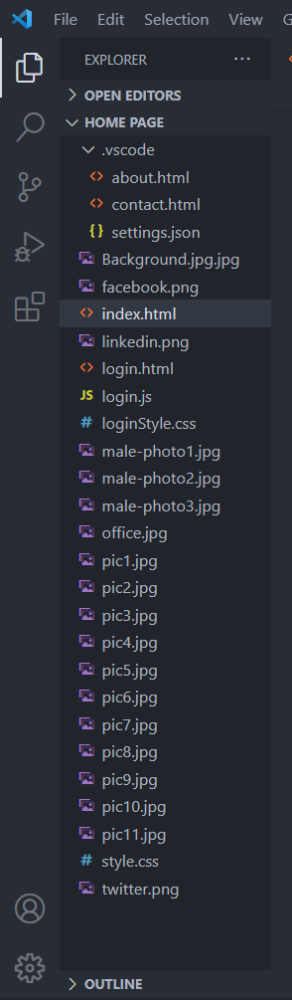 File Edit Selection View G
EXPLORER ...
OPEN EDITORS
HOME PAGE
.vscode
<> about.html
<> contact.html
{} settings.json
Background.jpg.jpg
facebook.png
<> index.html
linkedin.png
<> login.html
JS login.js
# loginStyle.css
male-photo1.jpg
male-photo2.jpg
male-photo3.jpg
office.jpg
pic1.jpg
pic2.jpg
pic3.jpg
pic4.jpg
pic5.jpg
pic6.jpg
pic7.jpg
pic8.jpg
pic9.jpg
pic10.jpg
pic11.jpg
# style.css
twitter.png
OUTLINE